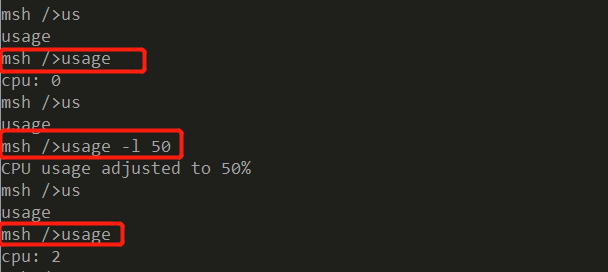 msh />us
usage
msh />usage
cpu: 0
msh />us
usage
msh />usage -l 50
CPU usage adjusted to 50%
msh />us
usage
msh />usage
cpu: 2